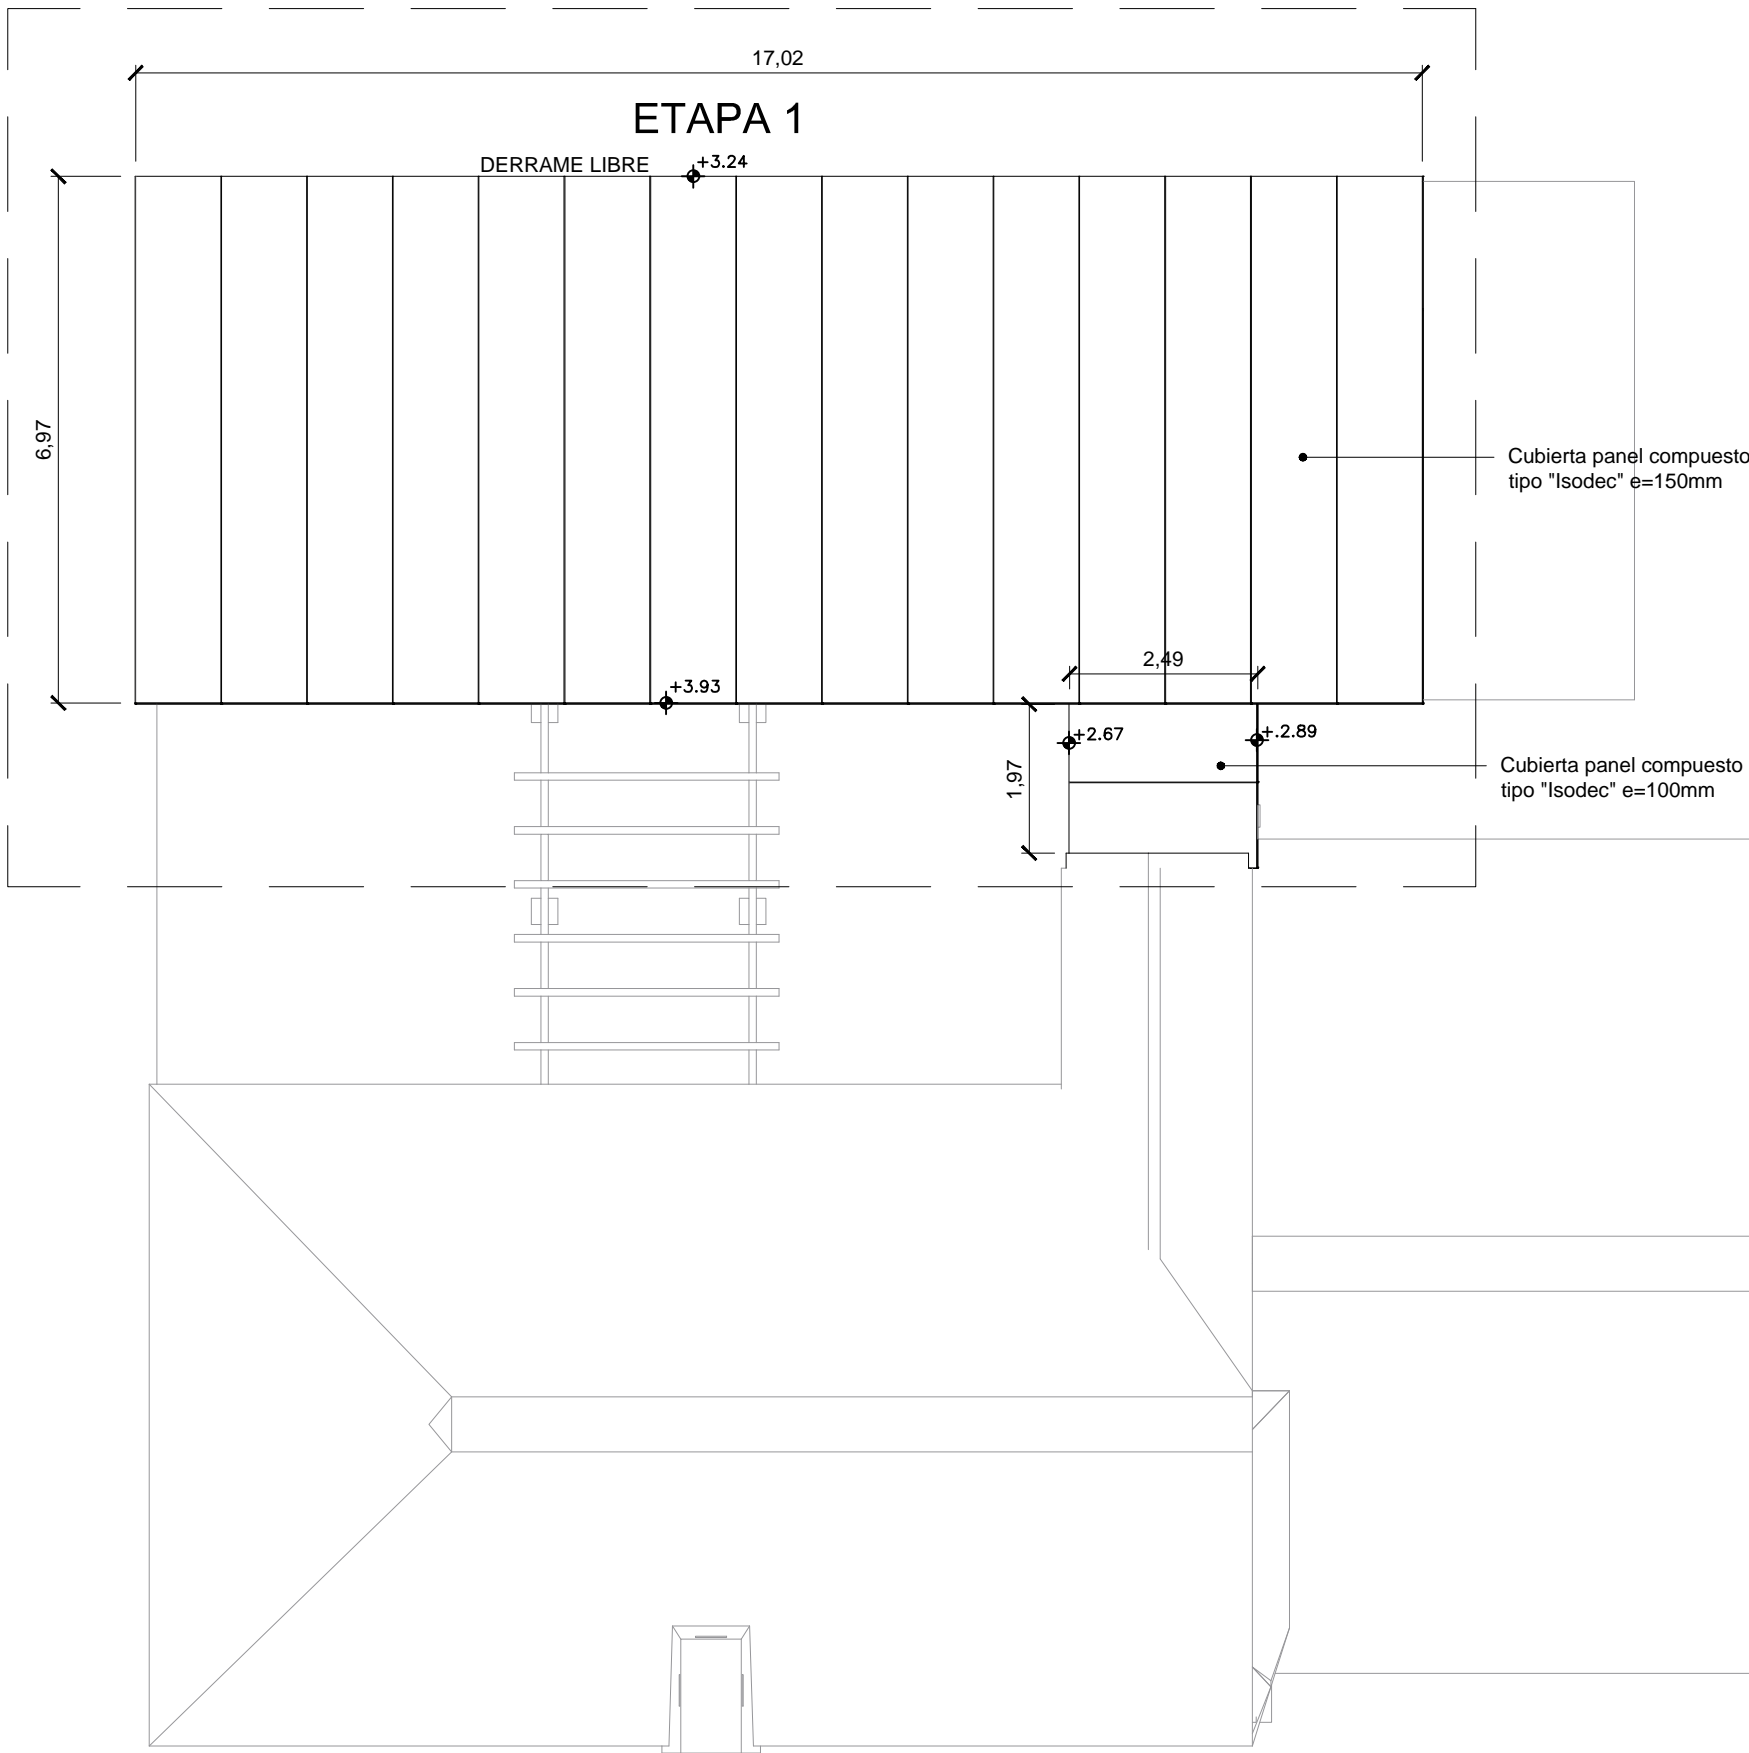 17,02
ETAPA 1
DERRAME LIBRE
+3.24
6,97
Cubierta panel compuesto
tipo "Isodec" e=150mm
2,49
+3.93
+2.67
+.2.89
1,97
Cubierta panel compuesto
tipo "Isodec" e=100mm